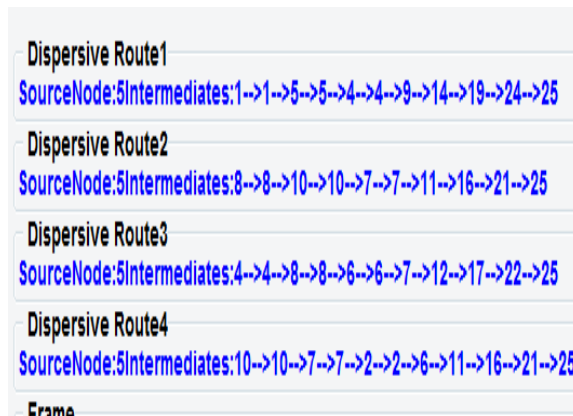 Dispersive Route1
SourceNode:5Intermediates:1-->1-->5-->5-->4-->4-->9-->14-->19-->24-->25
Dispersive Route2
SourceNode:5Intermediates:8-->8-->10-->10-->7-->7-->11-->16-->21-->25
Dispersive Route3
SourceNode:5Intermediates:4-->4-->8-->8-->6-->6-->7-->12-->17-->22-->25
Dispersive Route4
SourceNode:5Intermediates:10-->10-->7-->7-->2-->2-->6-->11-->16-->21-->25
Frame